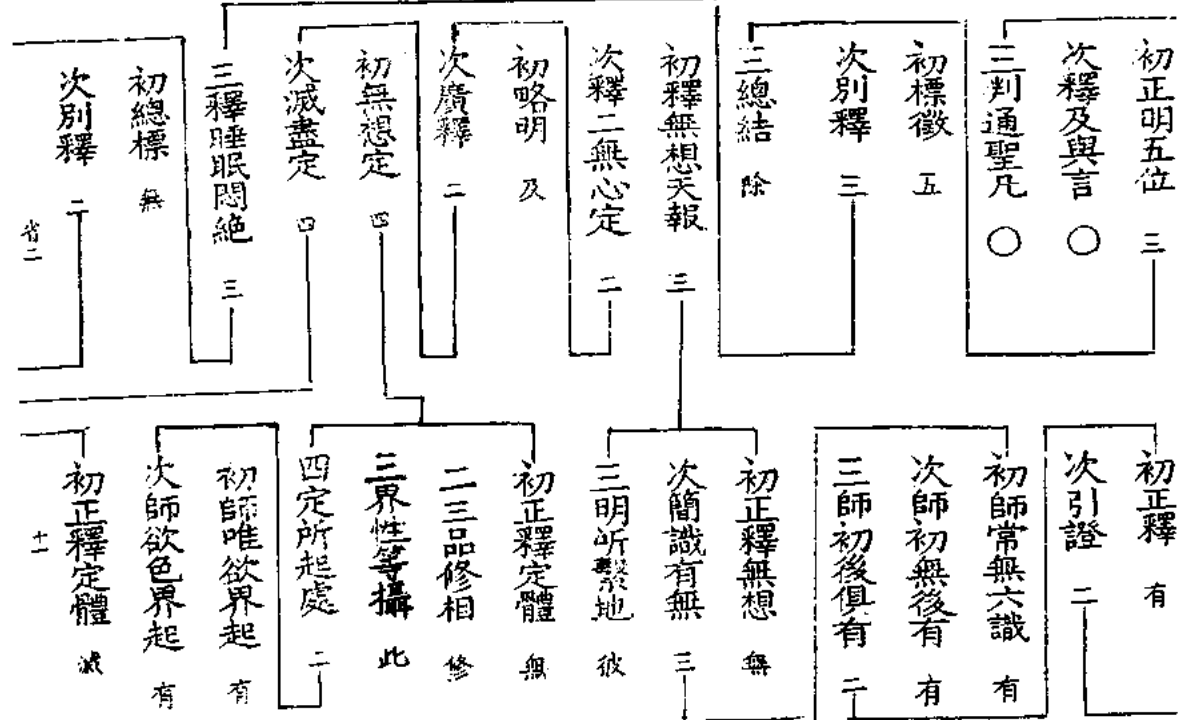 初正明五位 三
次釋及與言 〇
三判通聖凡 〇
初標徵 五
次別釋 三
三總結 除
初釋無想天報 三
次釋二無心定 二
初略明 及
次廣釋 二
初無想定 四
次滅盡定 四
三釋睡眠悶絕 三
初總標 無
次別釋 二
省二
初正釋 有
次引證 二
初師常無六識 有
次師初無後有 有
三師初後俱有 二
初正釋無想 無
次簡識有無 三
三明所繫地 彼
初正釋定體 無
二三品修相 修
三界性等攝 此
四定所起處 二
初師唯欲界起 有
次師欲色界起 有
初正釋定體 滅
十一